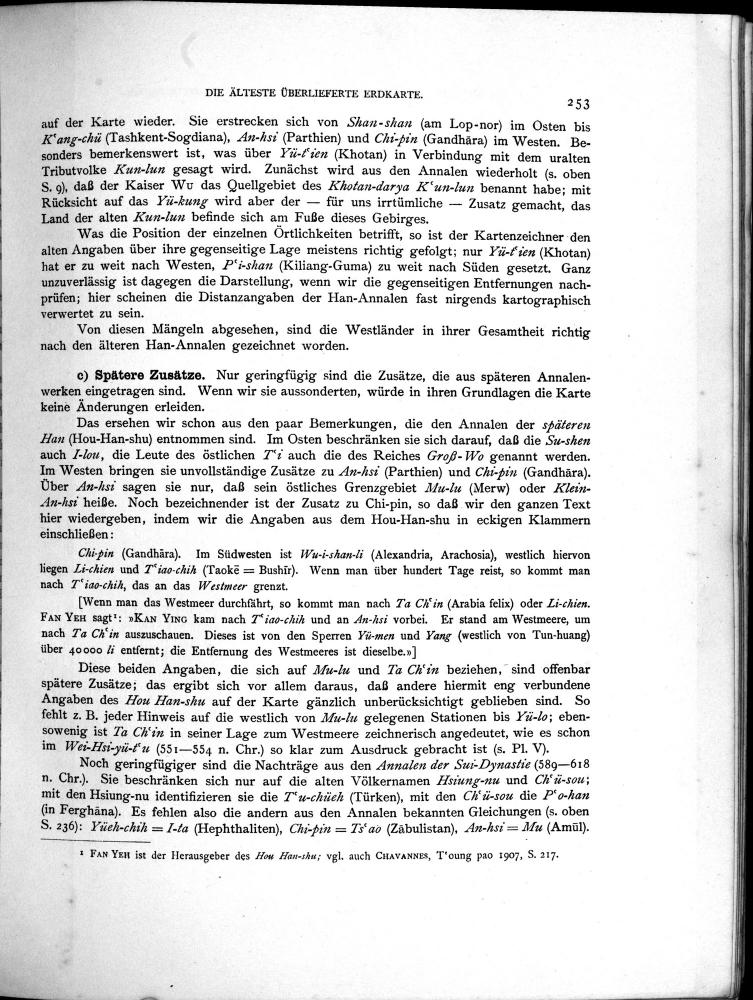 DIE ÄLTESTE ÜBERLIEFERTE ERDKARTE.
253
auf der Karte wieder. Sie erstrecken sich von Shan-shan (am Lop-nor) im Osten bis
Kʿang-chü (Tashkent-Sogdiana), An-hsi (Parthien) und Chi-pin (Gandhāra) im Westen. Be-
sonders bemerkenswert ist, was über Yü-tʿien (Khotan) in Verbindung mit dem uralten
Tributvolke Kun-lun gesagt wird. Zunächst wird aus den Annalen wiederholt (s. oben
S. 9), daß der Kaiser Wu das Quellgebiet des Khotan-darya Kʿun-lun benannt habe; mit
Rücksicht auf das Yü-kung wird aber der — für uns irrtümliche — Zusatz gemacht, das
Land der alten Kun-lun befinde sich am Fuße dieses Gebirges.
Was die Position der einzelnen Örtlichkeiten betrifft, so ist der Kartenzeichner den
alten Angaben über ihre gegenseitige Lage meistens richtig gefolgt; nur Yü-tʿien (Khotan)
hat er zu weit nach Westen, Pʿi-shan (Kiliang-Guma) zu weit nach Süden gesetzt. Ganz
unzuverlässig ist dagegen die Darstellung, wenn wir die gegenseitigen Entfernungen nach-
prüfen; hier scheinen die Distanzangaben der Han-Annalen fast nirgends kartographisch
verwertet zu sein.
Von diesen Mängeln abgesehen, sind die Westländer in ihrer Gesamtheit richtig
nach den älteren Han-Annalen gezeichnet worden.
c) Spätere Zusätze. Nur geringfügig sind die Zusätze, die aus späteren Annalen-
werken eingetragen sind. Wenn wir sie aussonderten, würde in ihren Grundlagen die Karte
keine Änderungen erleiden.
Das ersehen wir schon aus den paar Bemerkungen, die den Annalen der späteren
Han (Hou-Han-shu) entnommen sind. Im Osten beschränken sie sich darauf, daß die Su-shen
auch I-lou, die Leute des östlichen Tʿi auch die des Reiches Groß-Wo genannt werden.
Im Westen bringen sie unvollständige Zusätze zu An-hsi (Parthien) und Chi-pin (Gandhāra).
Über An-hsi sagen sie nur, daß sein östliches Grenzgebiet Mu-lu (Merw) oder Klein-
An-hsi heiße. Noch bezeichnender ist der Zusatz zu Chi-pin, so daß wir den ganzen Text
hier wiedergeben, indem wir die Angaben aus dem Hou-Han-shu in eckigen Klammern
einschließen:
Chi-pin (Gandhāra). Im Südwesten ist Wu-i-shan-li (Alexandria, Arachosia), westlich hiervon
liegen Li-chien und Tʿiao-chih (Taokē = Bushīr). Wenn man über hundert Tage reist, so kommt man
nach Tʿiao-chih, das an das Westmeer grenzt.
[Wenn man das Westmeer durchfährt, so kommt man nach Ta Chʿin (Arabia felix) oder Li-chien.
FAN YEH sagt¹: »KAN YING kam nach Tʿiao-chih und an An-hsi vorbei. Er stand am Westmeere, um
nach Ta Chʿin auszuschauen. Dieses ist von den Sperren Yü-men und Yang (westlich von Tun-huang)
über 40000 li entfernt; die Entfernung des Westmeeres ist dieselbe.»]
Diese beiden Angaben, die sich auf Mu-lu und Ta Chʿin beziehen, sind offenbar
spätere Zusätze; das ergibt sich vor allem daraus, daß andere hiermit eng verbundene
Angaben des Hou Han-shu auf der Karte gänzlich unberücksichtigt geblieben sind. So
fehlt z. B. jeder Hinweis auf die westlich von Mu-lu gelegenen Stationen bis Yü-lo; eben-
sowenig ist Ta Chʿin in seiner Lage zum Westmeere zeichnerisch angedeutet, wie es schon
im Wei-Hsi-yü-tʿu (551—554 n. Chr.) so klar zum Ausdruck gebracht ist (s. Pl. V).
Noch geringfügiger sind die Nachträge aus den Annalen der Sui-Dynastie (589—618
n. Chr.). Sie beschränken sich nur auf die alten Völkernamen Hsiung-nu und Chʿü-sou;
mit den Hsiung-nu identifizieren sie die Tʿu-chüeh (Türken), mit den Chʿü-sou die Pʿo-han
(in Ferghāna). Es fehlen also die andern aus den Annalen bekannten Gleichungen (s. oben
S. 236): Yüeh-chih = I-ta (Hephthaliten), Chi-pin = Tsʿao (Zābulistan), An-hsi = Mu (Amūl).
¹ FAN YEH ist der Herausgeber des Hou Han-shu; vgl. auch CHAVANNES, Tʿoung pao 1907, S. 217.